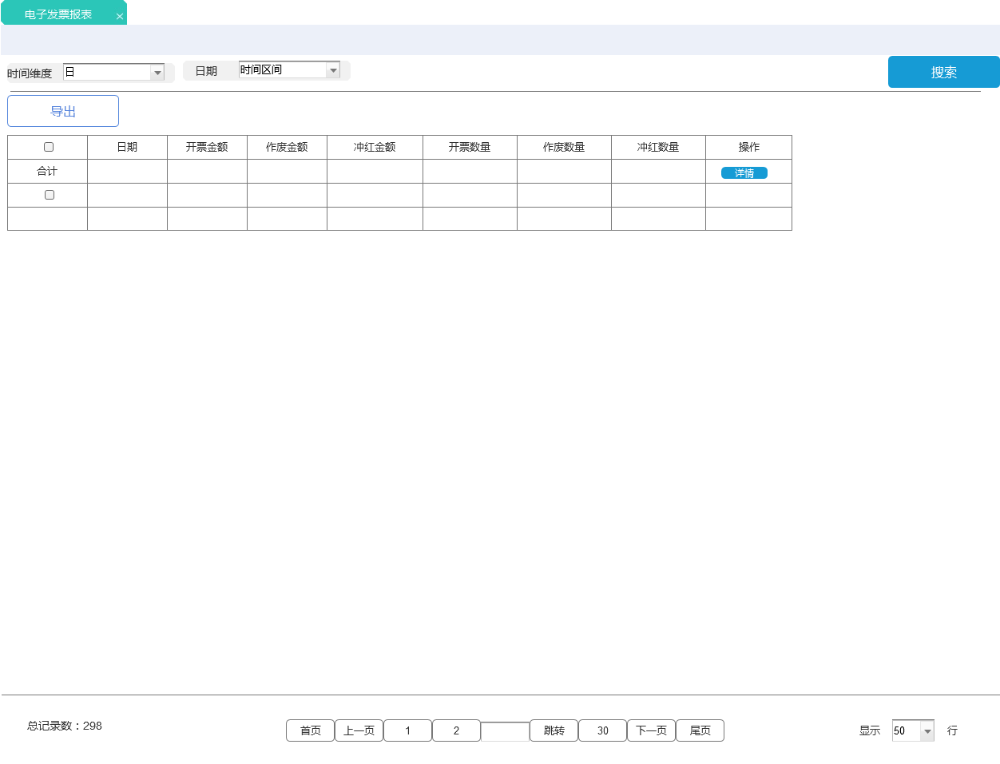 电子发票报表 ×
时间维度 日 日期 时间区间 搜索
导出
日期 开票金额 作废金额 冲红金额 开票数量 作废数量 冲红数量 操作
合计 详情
总记录数：298 首页 上一页 1 2 跳转 30 下一页 尾页 显示 50 行